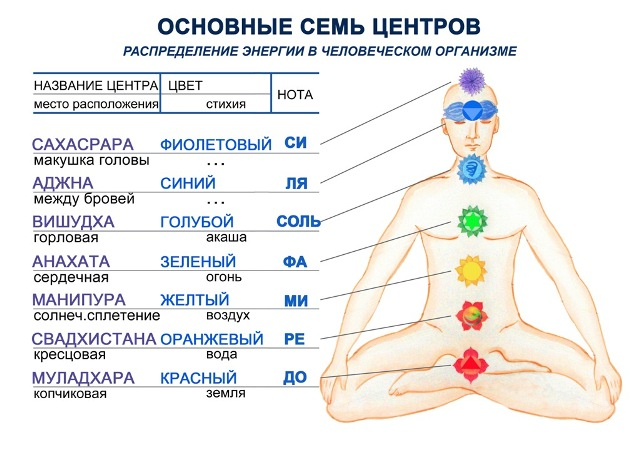 ОСНОВНЫЕ СЕМЬ ЦЕНТРОВ
РАСПРЕДЕЛЕНИЕ ЭНЕРГИИ В ЧЕЛОВЕЧЕСКОМ ОРГАНИЗМЕ
НАЗВАНИЕ ЦЕНТРА ЦВЕТ НОТА
место расположения стихия
САХАСРАРА ФИОЛЕТОВЫЙ СИ
макушка головы ...
АДЖНА СИНИЙ ЛЯ
между бровей ...
ВИШУДХА ГОЛУБОЙ СОЛЬ
горловая акаша
АНАХАТА ЗЕЛЕНЫЙ ФА
сердечная огонь
МАНИПУРА ЖЕЛТЫЙ МИ
солнеч.сплетение воздух
СВАДХИСТАНА ОРАНЖЕВЫЙ РЕ
кресцовая вода
МУЛАДХАРА КРАСНЫЙ ДО
копчиковая земля